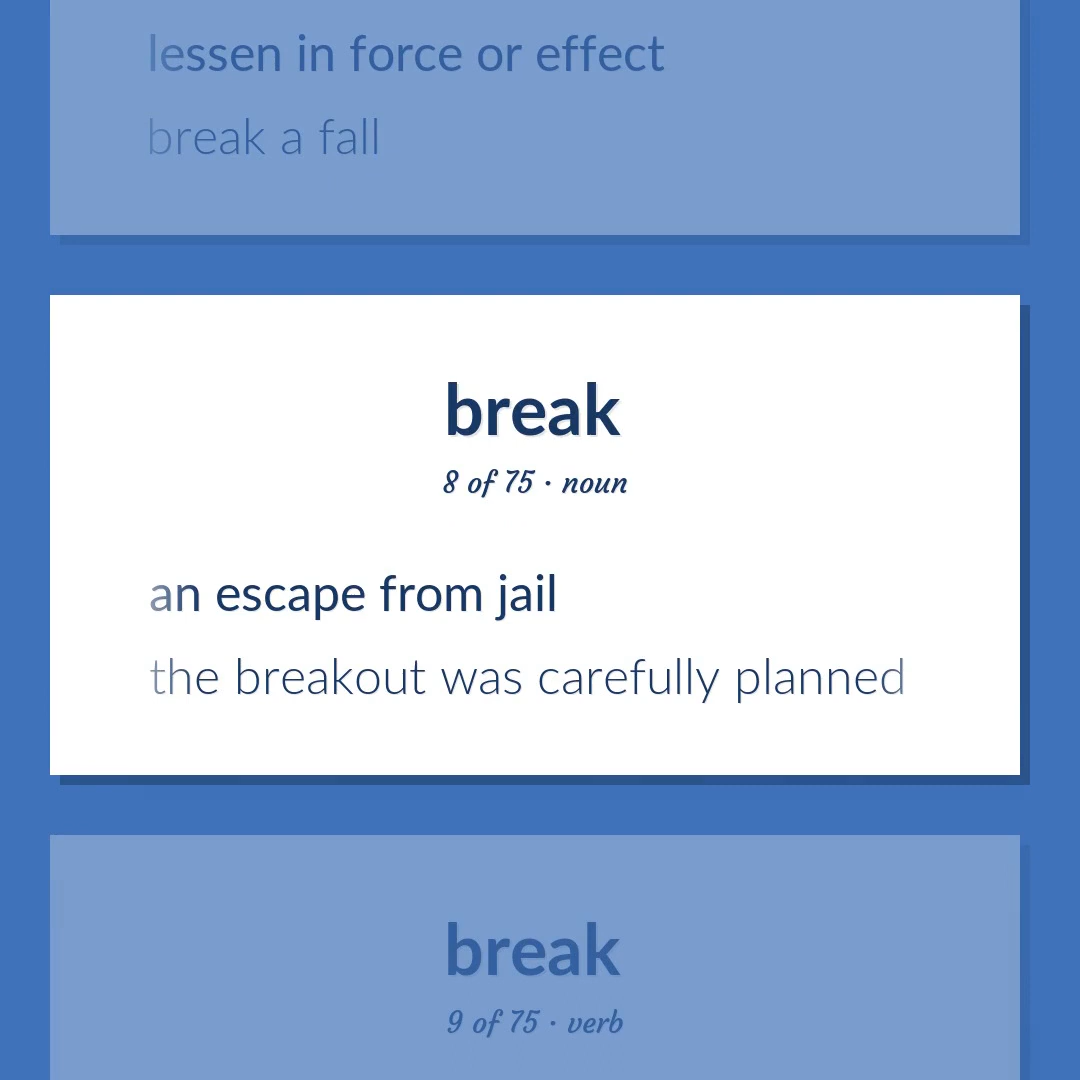 lessen in force or effect
break a fall
break
8 of 75 · noun
an escape from jail
the breakout was carefully planned
break
9 of 75 · verb